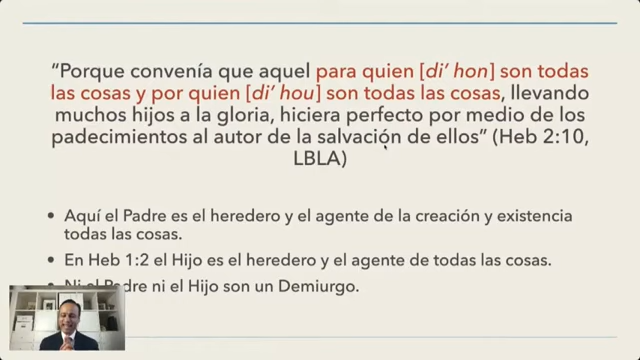 “Porque convenía que aquel para quien [di’ hon] son todas
las cosas y por quien [di’ hou] son todas las cosas, llevando
muchos hijos a la gloria, hiciera perfecto por medio de los
padecimientos al autor de la salvación de ellos” (Heb 2:10,
LBLA)
• Aquí el Padre es el heredero y el agente de la creación y existencia
todas las cosas.
• En Heb 1:2 el Hijo es el heredero y el agente de todas las cosas.
• Ni el Padre ni el Hijo son un Demiurgo.